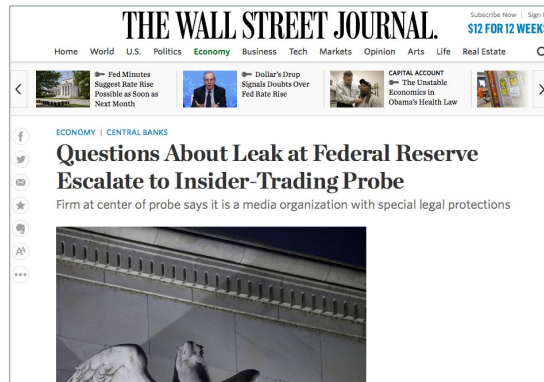 THE WALL STREET JOURNAL.
Subscribe Now | Sign
$12 FOR 12 WEEKS
Home World U.S. Politics Economy Business Tech Markets Opinion Arts Life Real Estate
Fed Minutes
Suggest Rate Rise
Possible as Soon as
Next Month
Dollar's Drop
Signals Doubts Over
Fed Rate Rise
CAPITAL ACCOUNT
The Unstable
Economics in
Obama's Health Law
ECONOMY | CENTRAL BANKS
Questions About Leak at Federal Reserve
Escalate to Insider-Trading Probe
Firm at center of probe says it is a media organization with special legal protections